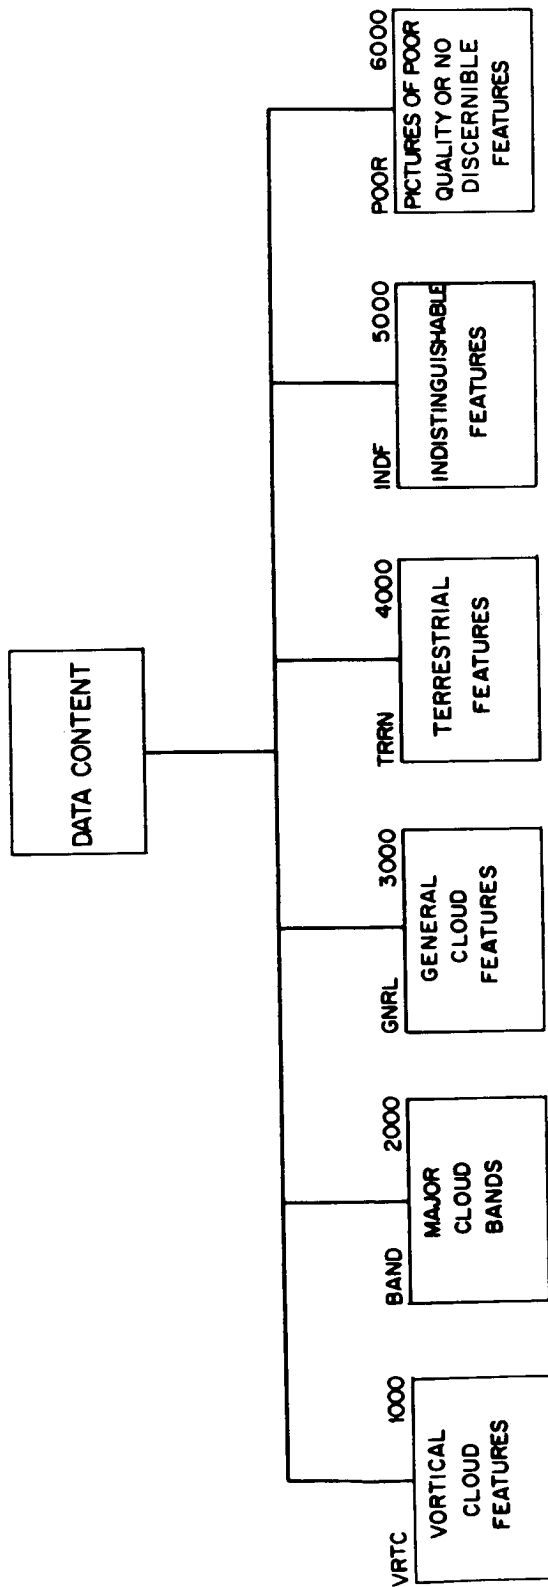 DATA CONTENT
VRTC 1000
VORTICAL
CLOUD
FEATURES
BAND 2000
MAJOR
CLOUD
BANDS
GNRL 3000
GENERAL
CLOUD
FEATURES
TRRN 4000
TERRESTRIAL
FEATURES
INDF 5000
INDISTINGUISHABLE
FEATURES
POOR 6000
PICTURES OF POOR
QUALITY OR NO
DISCERNIBLE
FEATURES